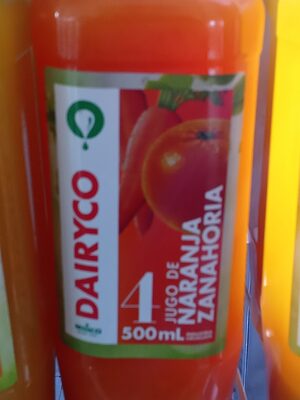 DAIRYCO
4
JUGO DE
NARANJA
ZANAHORIA
500mL